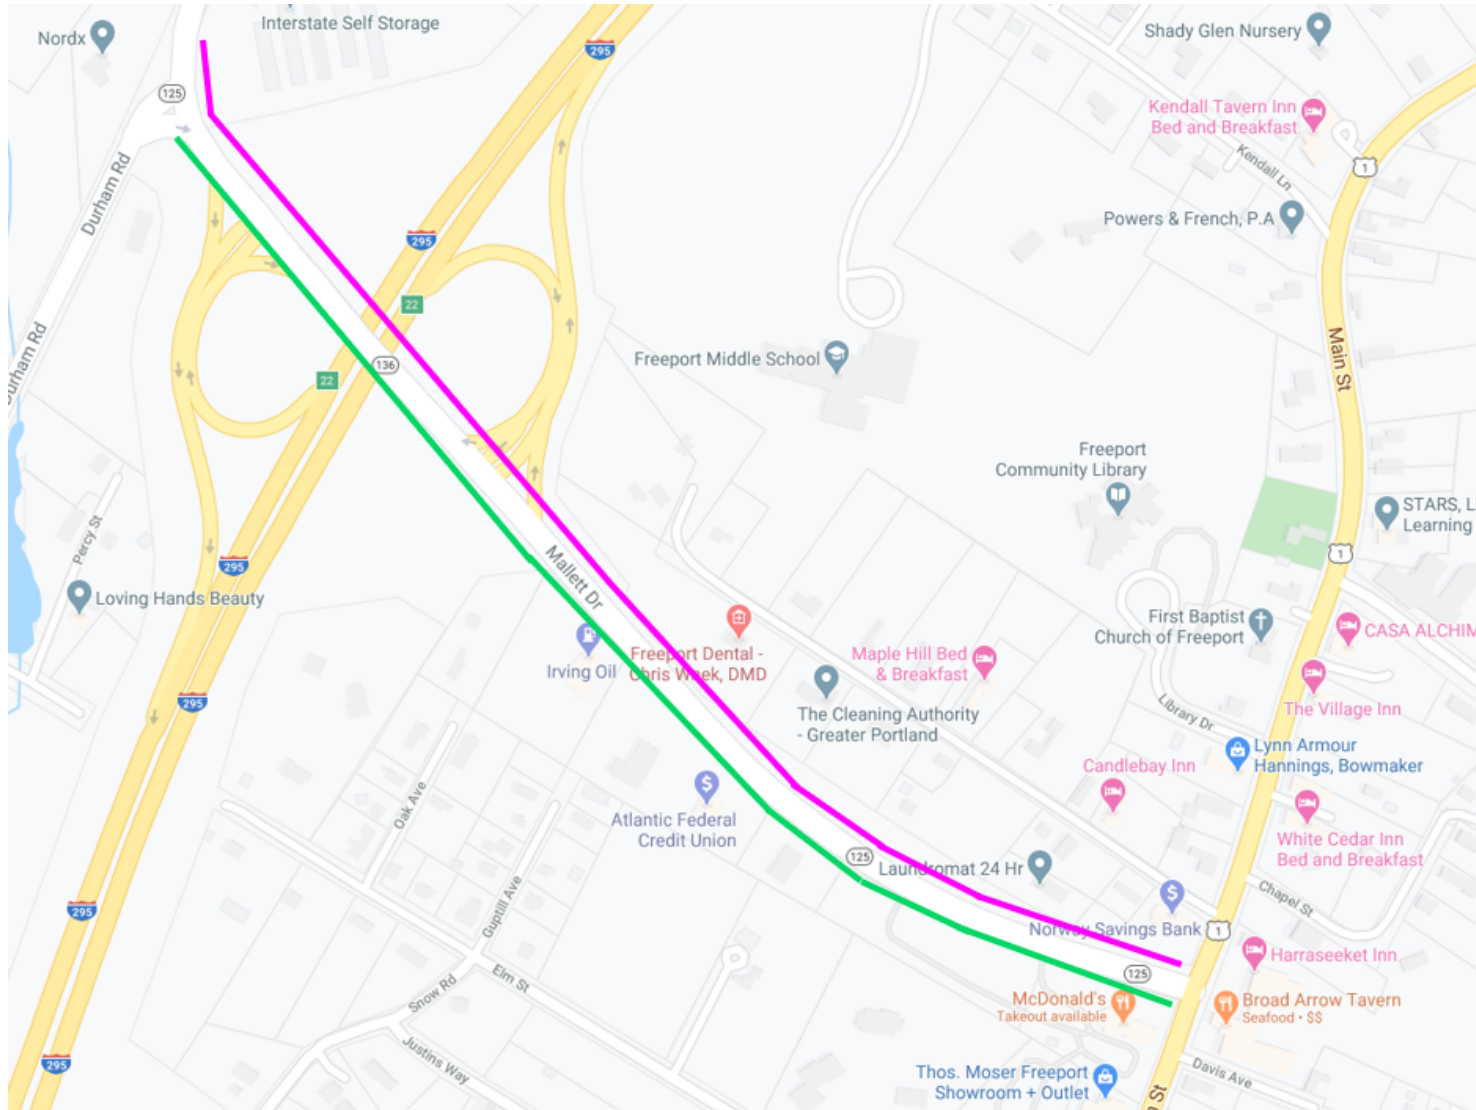 Interstate Self Storage
Nordx
295
Shady Glen Nursery
125
Kendall Tavern Inn
Bed and Breakfast
Kendall Ln
1
Durham Rd
Powers & French, P.A
295
22
Main St
Durham Rd
136
22
Freeport Middle School
Freeport
Community Library
STARS, L
Learning
Percy St
1
295
Mallett Dr
Loving Hands Beauty
First Baptist
Church of Freeport
CASA ALCHIM
Irving Oil
Freeport Dental -
Chris Week, DMD
Maple Hill Bed
& Breakfast
295
The Village Inn
Library Dr
The Cleaning Authority
- Greater Portland
Lynn Armour
Hannings, Bowmaker
Candlebay Inn
Oak Ave
Atlantic Federal
Credit Union
White Cedar Inn
Bed and Breakfast
125
Laundromat 24 Hr
Chapel St
Guptill Ave
295
Norway Savings Bank
1
Harraseeket Inn
125
Elm St
Snow Rd
McDonald's
Takeout available
Broad Arrow Tavern
Seafood • $$
Justins Way
295
Davis Ave
Thos. Moser Freeport
Showroom + Outlet
n St